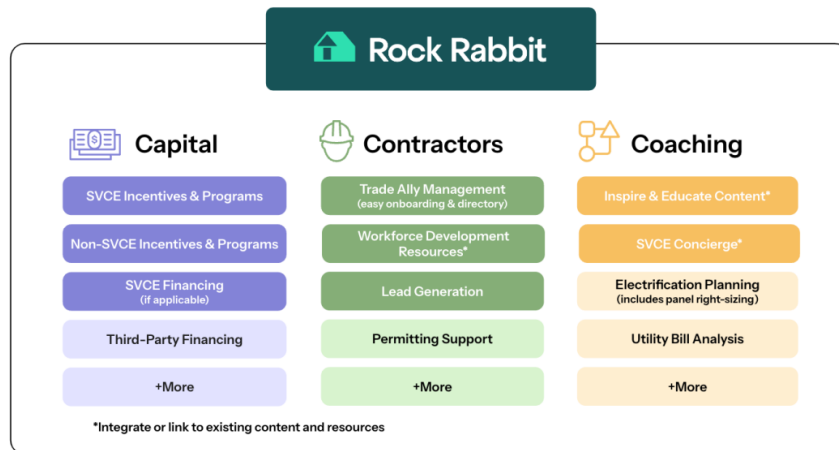 Rock Rabbit
Capital
SVCE Incentives & Programs
Non-SVCE Incentives & Programs
SVCE Financing
(if applicable)
Third-Party Financing
+More
Contractors
Trade Ally Management
(easy onboarding & directory)
Workforce Development
Resources*
Lead Generation
Permitting Support
+More
Coaching
Inspire & Educate Content*
SVCE Concierge*
Electrification Planning
(includes panel right-sizing)
Utility Bill Analysis
+More
*Integrate or link to existing content and resources